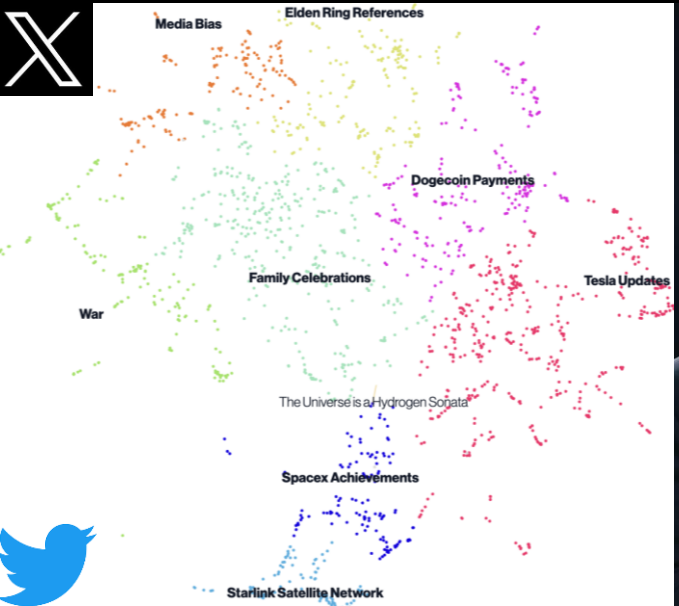 Elden Ring References
Media Bias
Dogecoin Payments
Family Celebrations
Tesla Updates
War
The Universe is a Hydrogen Sonata
Spacex Achievements
Starlink Satellite Network